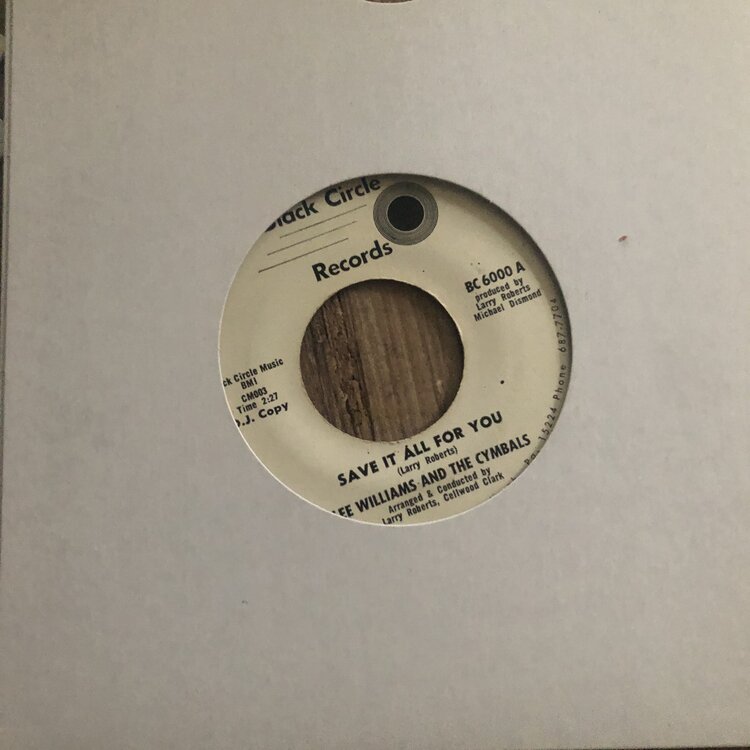 Black Circle
Records
BC 6000 A
produced by
Larry Roberts
Michael Dismond
ck Circle Music
BMI
CM003
Time 2:27
D.J. Copy
SAVE IT ALL FOR YOU
(Larry Roberts)
LEE WILLIAMS AND THE CYMBALS
Arranged & Conducted by
Larry Roberts, Cellwood Clark
Pa. 15224 Phone 687-7704